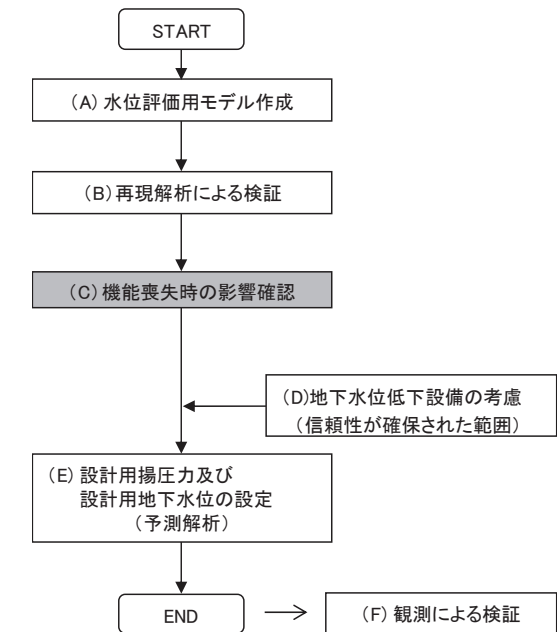 START
(A) 水位評価用モデル作成
(B) 再現解析による検証
(C) 機能喪失時の影響確認
(D)地下水位低下設備の考慮
(信頼性が確保された範囲)
(E) 設計用揚圧力及び
設計用地下水位の設定
(予測解析)
END
(F) 観測による検証